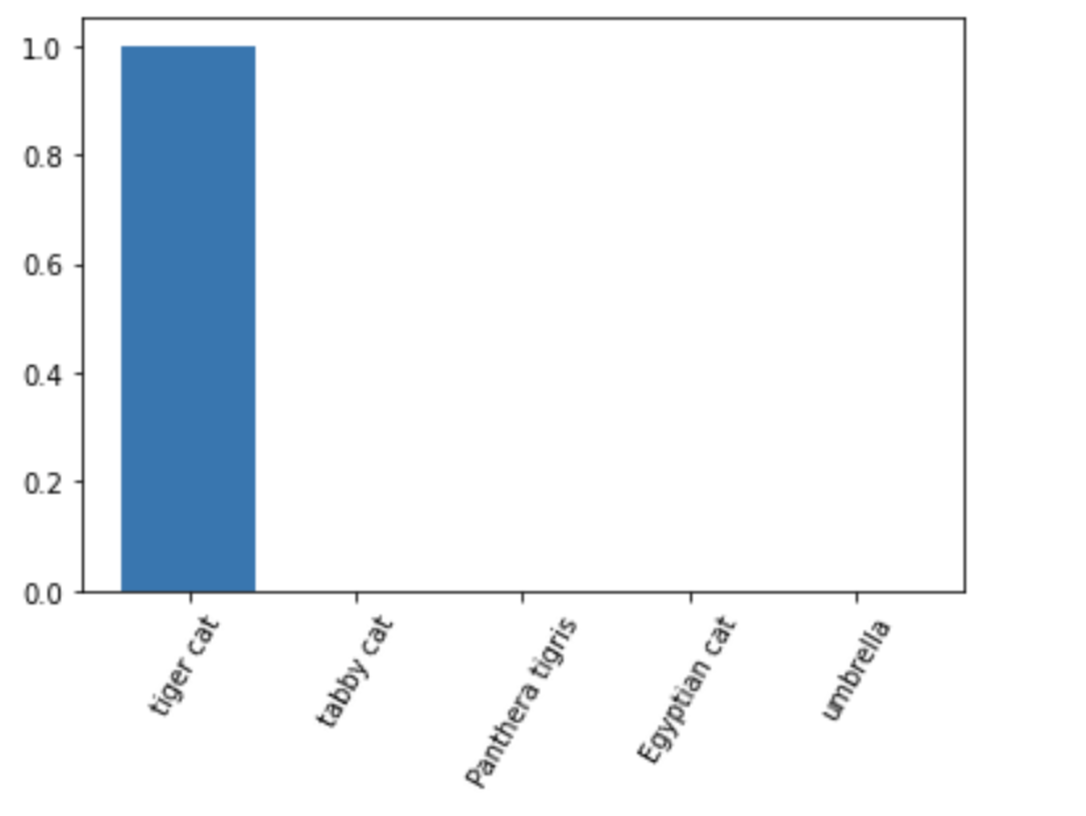 1.0
0.8
0.6
0.4
0.2
0.0
tiger cat
tabby cat
Panthera tigris
Egyptian cat
umbrella